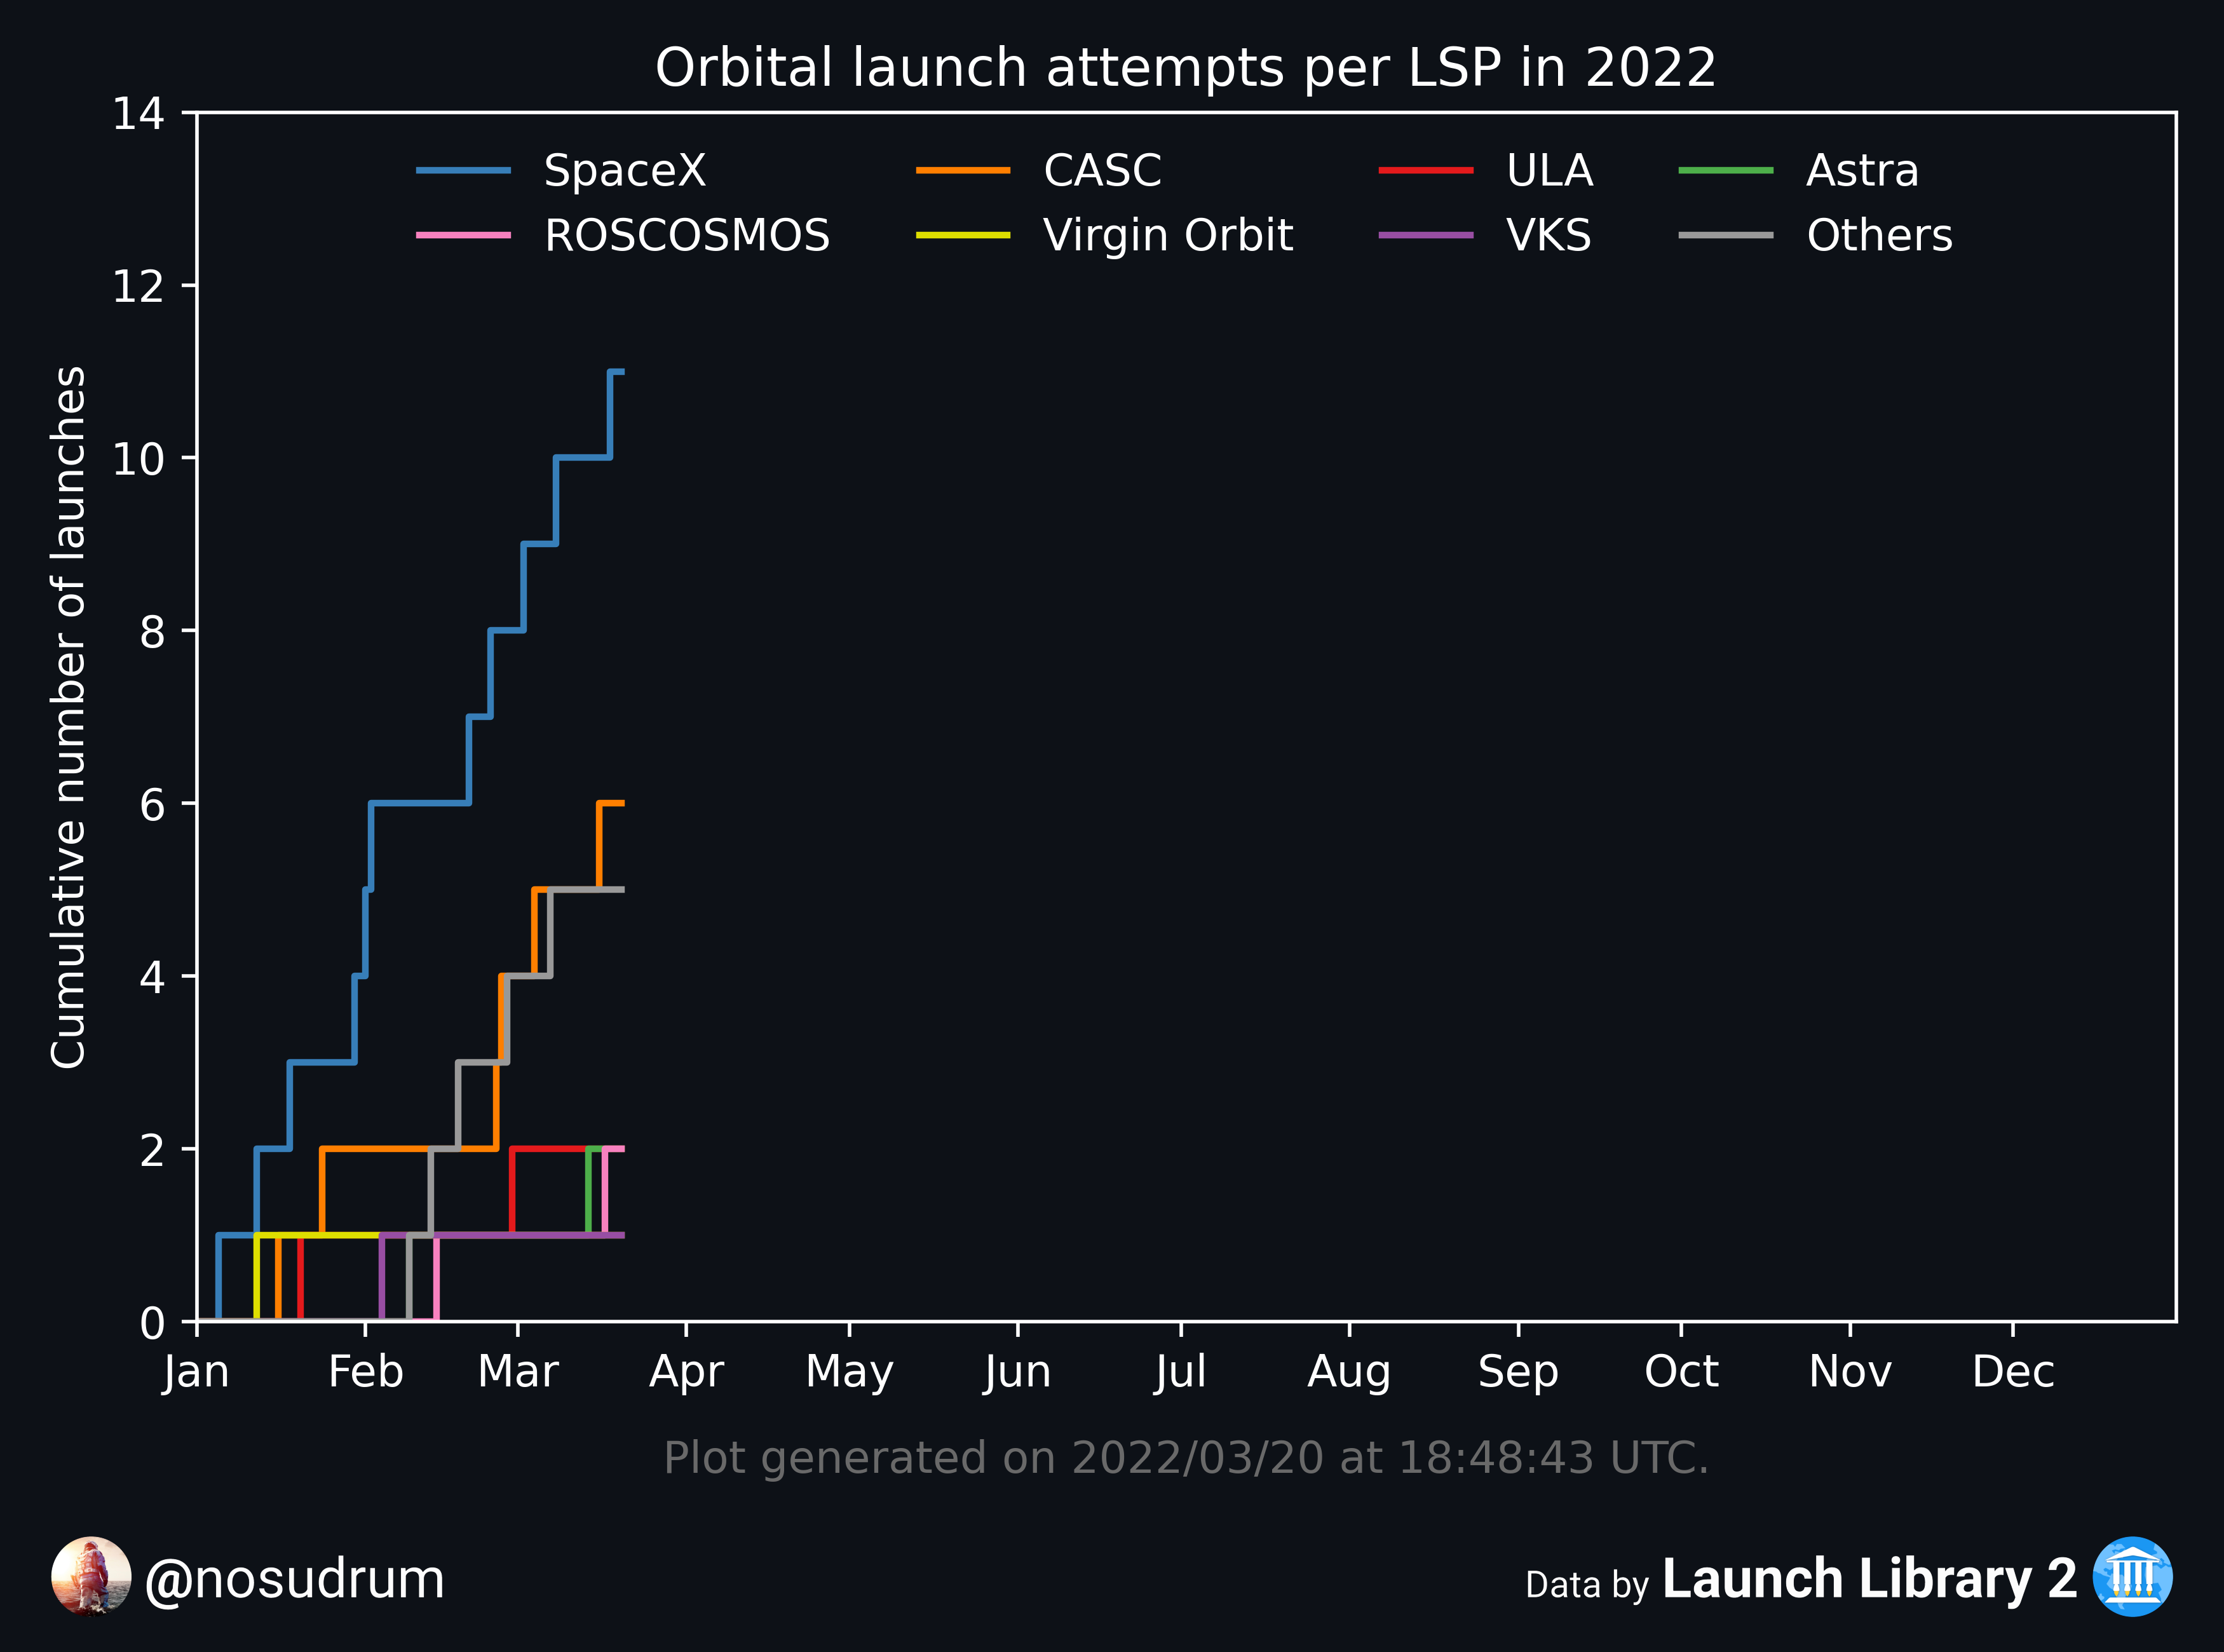 Orbital launch attempts per LSP in 2022
14
12
10
8
6
4
2
0
Cumulative number of launches
SpaceX
ROSCOSMOS
CASC
Virgin Orbit
ULA
VKS
Astra
Others
Jan Feb Mar Apr May Jun Jul Aug Sep Oct Nov Dec
Plot generated on 2022/03/20 at 18:48:43 UTC.
@nosudrum
Data by Launch Library 2